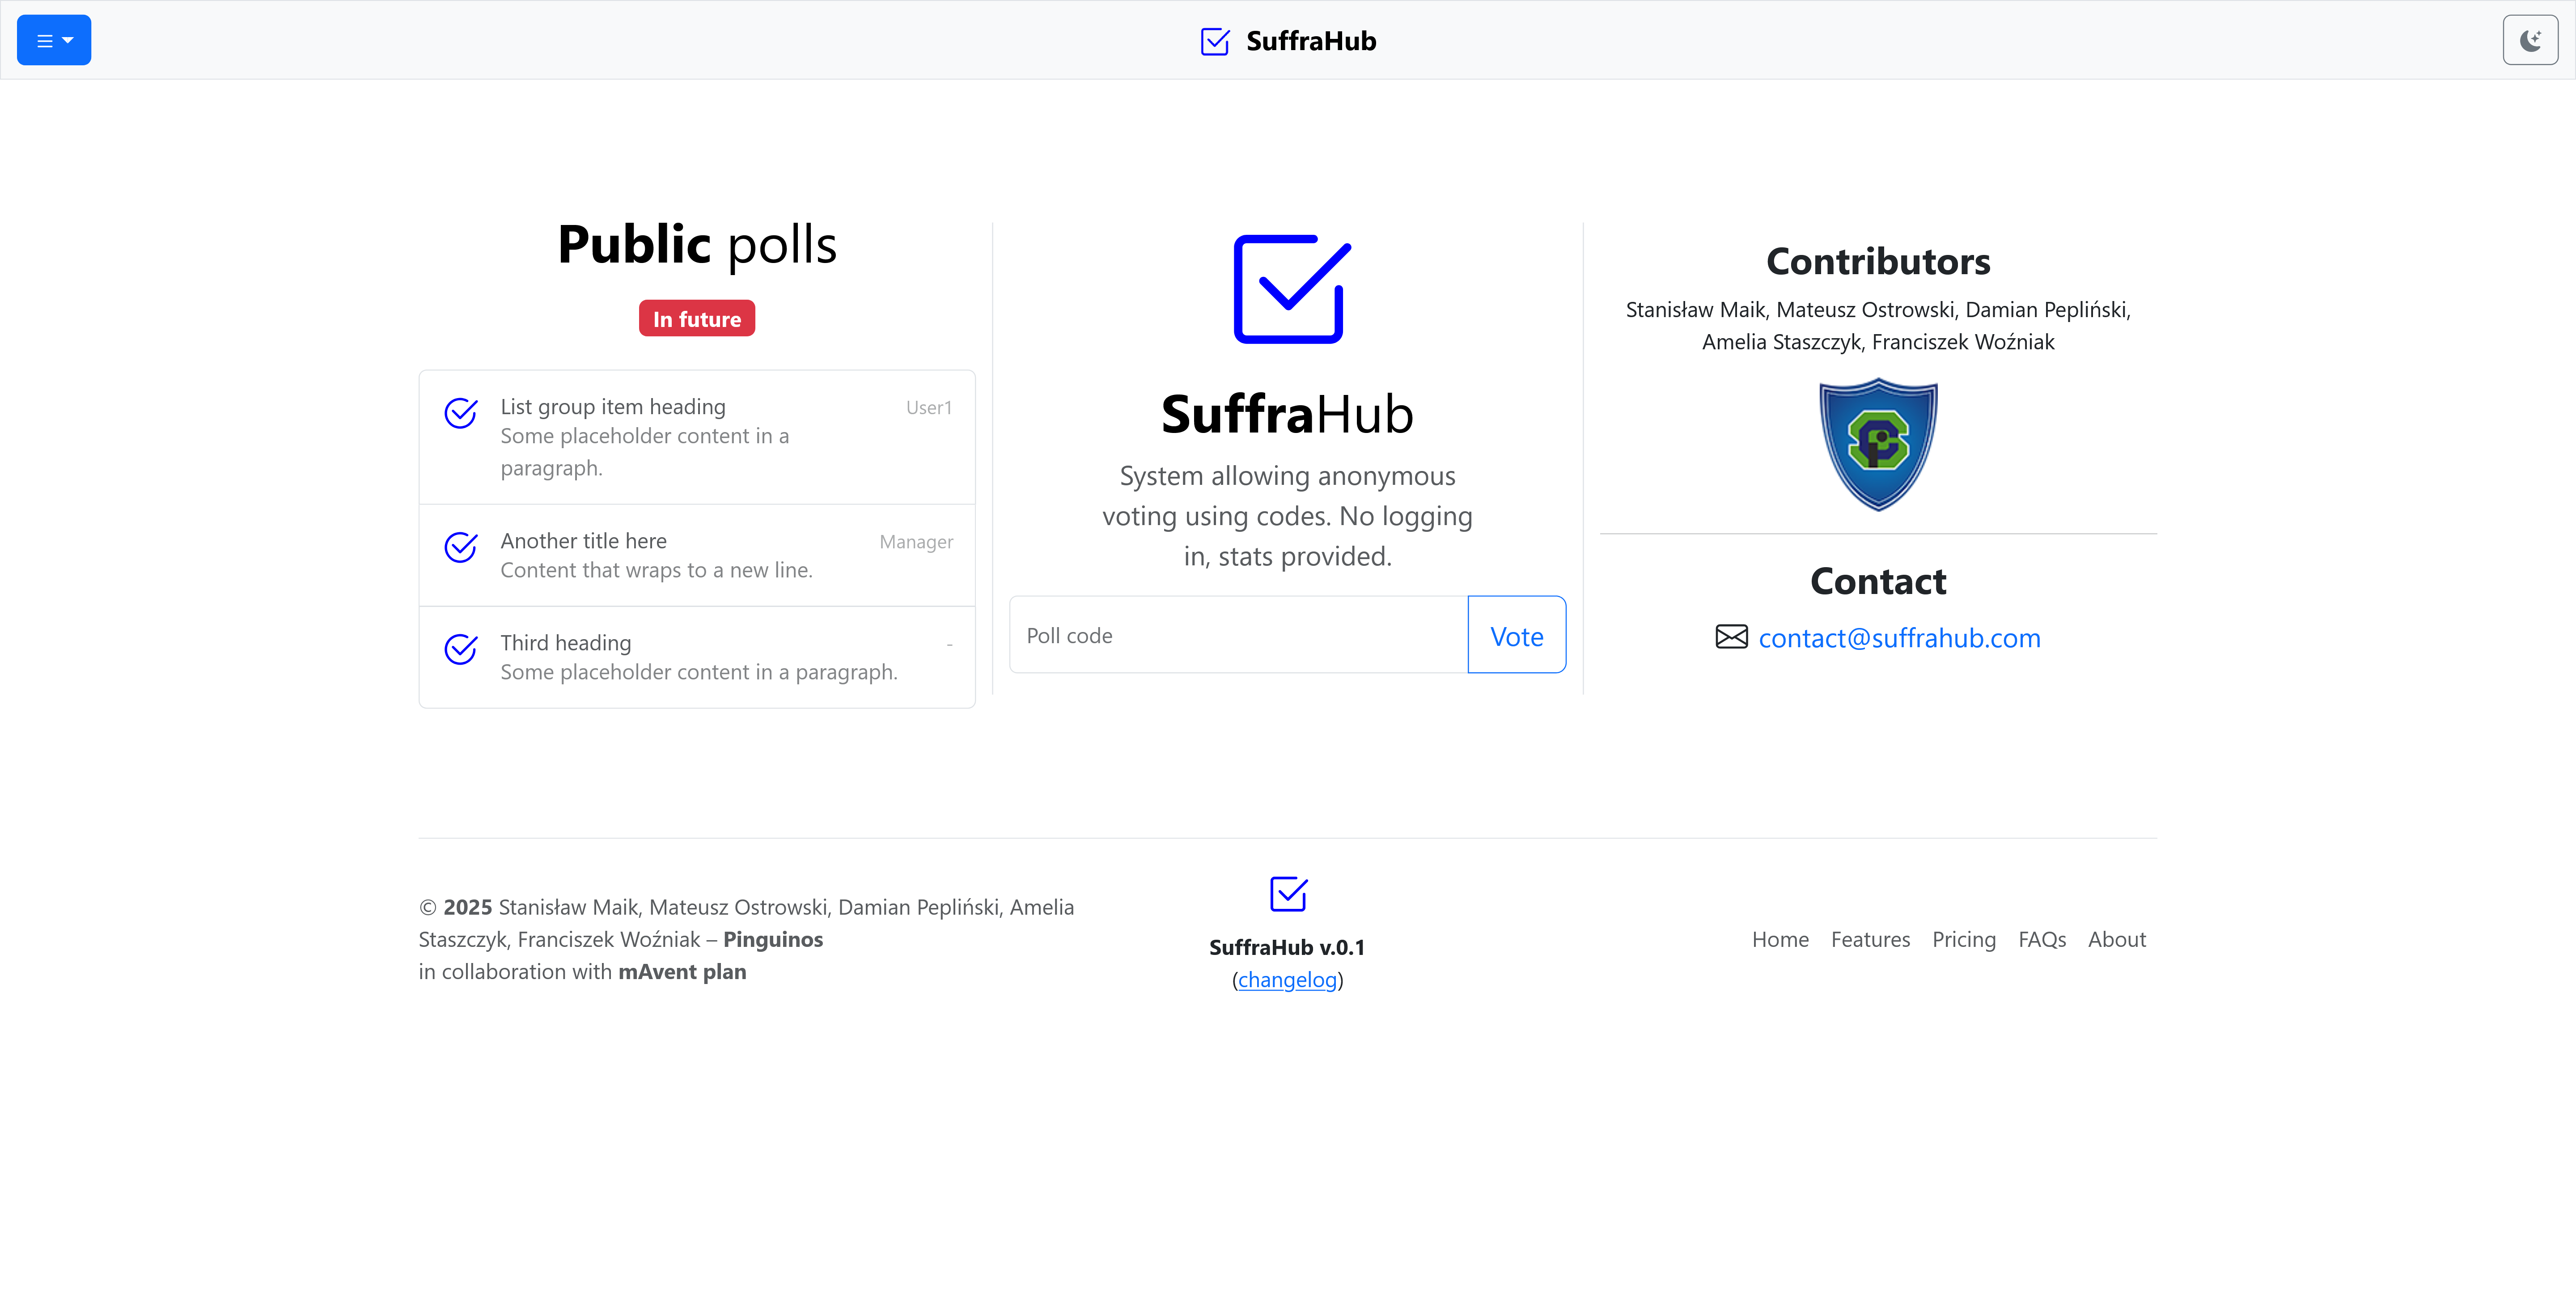 SuffraHub
Public polls
In future
List group item heading
User1
Some placeholder content in a
paragraph.
Another title here
Manager
Content that wraps to a new line.
Third heading
-
Some placeholder content in a paragraph.
SuffraHub
System allowing anonymous
voting using codes. No logging
in, stats provided.
Poll code
Vote
Contributors
Stanisław Maik, Mateusz Ostrowski, Damian Pepliński,
Amelia Staszczyk, Franciszek Woźniak
Contact
contact@suffrahub.com
© 2025 Stanisław Maik, Mateusz Ostrowski, Damian Pepliński, Amelia
Staszczyk, Franciszek Woźniak – Pinguinos
in collaboration with mAvent plan
SuffraHub v.0.1
(changelog)
Home Features Pricing FAQs About